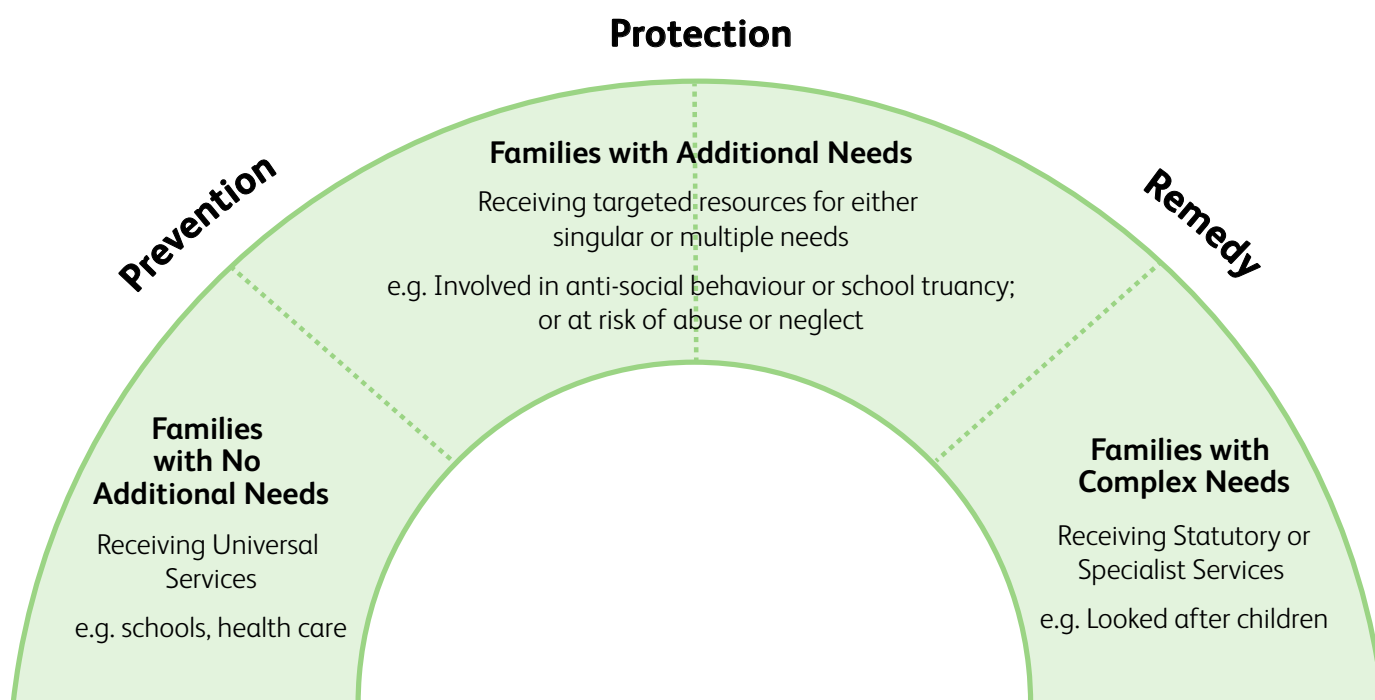 Protection
Prevention
Remedy
Families with Additional Needs
Receiving targeted resources for either
singular or multiple needs
e.g. Involved in anti-social behaviour or school truancy;
or at risk of abuse or neglect
Families
with No
Additional Needs
Receiving Universal
Services
e.g. schools, health care
Families with
Complex Needs
Receiving Statutory or
Specialist Services
e.g. Looked after children